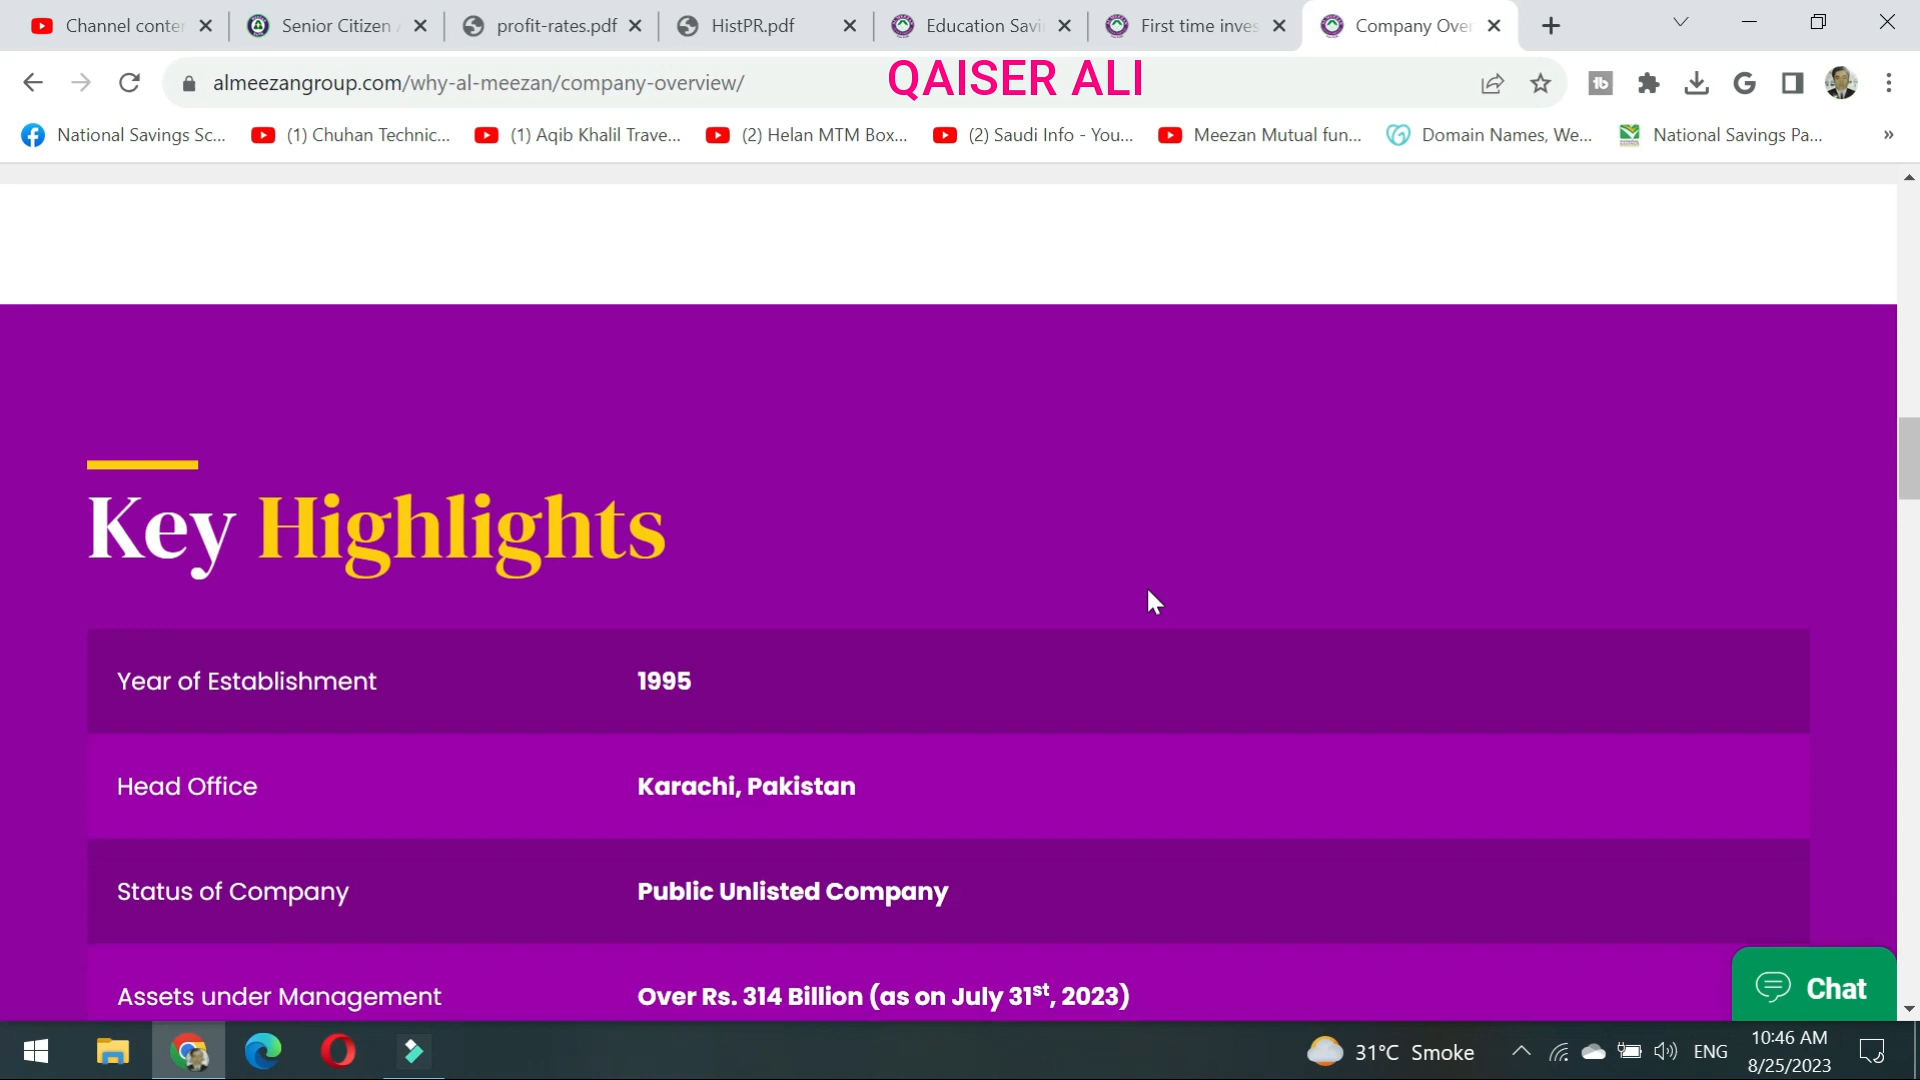 Channel conter
Senior Citizen
profit-rates.pdf
HistPR.pdf
Education Savi
First time inves
Company Over
almeezangroup.com/why-al-meezan/company-overview/
QAISER ALI
National Savings Sc...
(1) Chuhan Technic...
(1) Aqib Khalil Trave...
(2) Helan MTM Box...
(2) Saudi Info - You...
Meezan Mutual fun...
Domain Names, We...
National Savings Pa...
»
Key Highlights
Year of Establishment 1995
Head Office Karachi, Pakistan
Status of Company Public Unlisted Company
Assets under Management Over Rs. 314 Billion (as on July 31st, 2023)
Chat
31°C Smoke
ENG
10:46 AM
8/25/2023